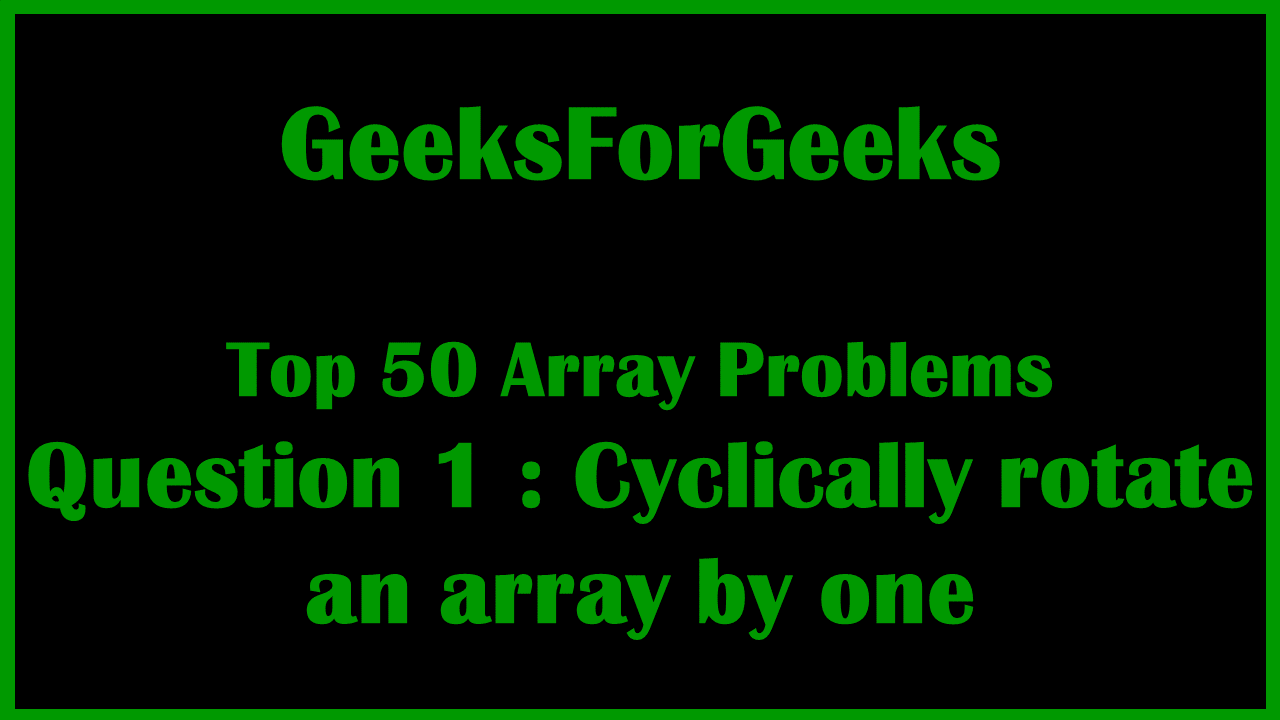 GeeksForGeeks
Top 50 Array Problems
Question 1 : Cyclically rotate
an array by one